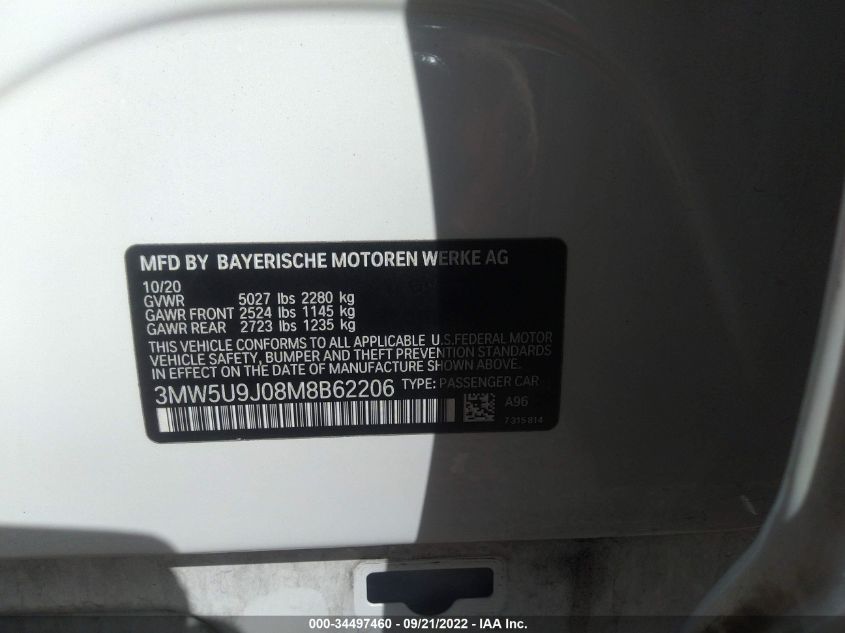 MFD BY BAYERISCHE MOTOREN WERKE AG
10/20
GVWR 5027 lbs 2280 kg
GAWR FRONT 2524 lbs 1145 kg
GAWR REAR 2723 lbs 1235 kg
THIS VEHICLE CONFORMS TO ALL APPLICABLE U.S.FEDERAL MOTOR
VEHICLE SAFETY, BUMPER AND THEFT PREVENTION STANDARDS
IN EFFECT ON THE DATE OF MANUFACTURE SHOWN ABOVE.
3MW5U9J08M8B62206 TYPE: PASSENGER CAR
A96
7315814
000-34497460 - 09/21/2022 - IAA Inc.